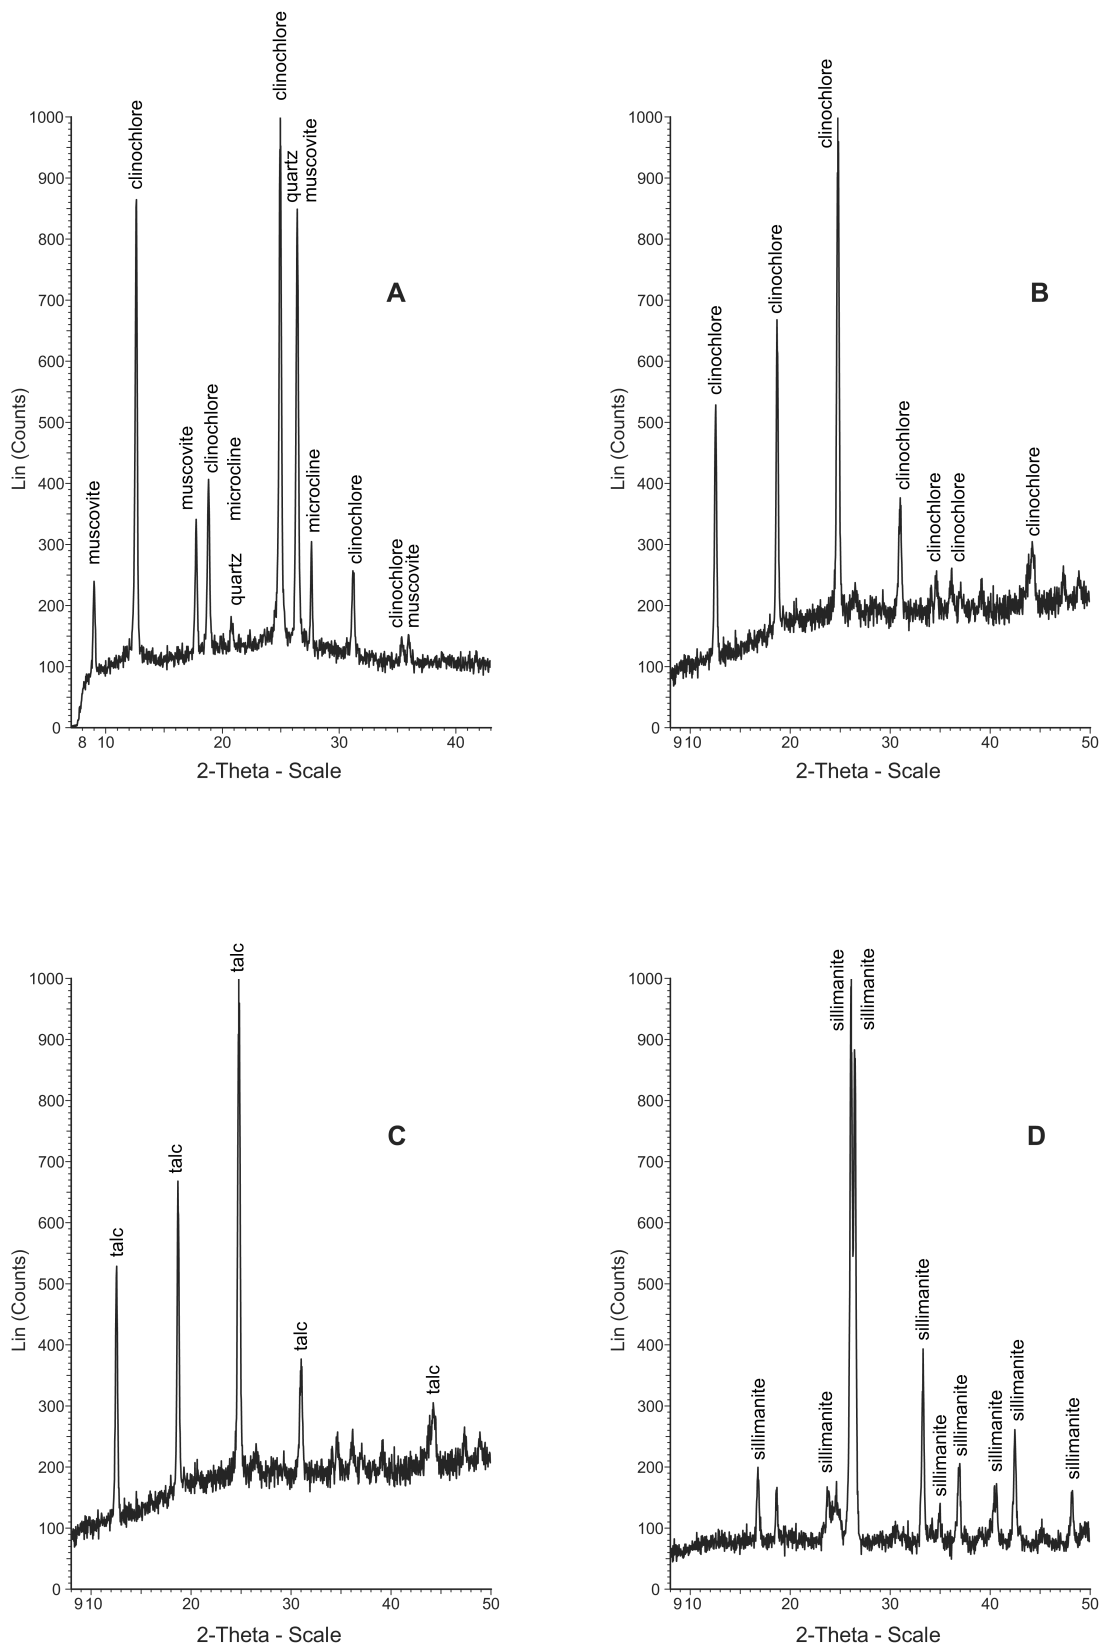 clinochlore
clinochlore
quartz
muscovite
muscovite
clinochlore
microcline
quartz
microcline
clinochlore
clinochlore
muscovite
muscovite
A
Lin (Counts)
1000
900
800
700
600
500
400
300
200
100
0
8 10 20 30 40
2-Theta - Scale
clinochlore
clinochlore
clinochlore
clinochlore
clinochlore
clinochlore
clinochlore
B
Lin (Counts)
1000
900
800
700
600
500
400
300
200
100
0
9 10 20 30 40 50
2-Theta - Scale
talc
talc
talc
talc
talc
C
Lin (Counts)
1000
900
800
700
600
500
400
300
200
100
0
9 10 20 30 40 50
2-Theta - Scale
sillimanite
sillimanite
sillimanite
sillimanite
sillimanite
sillimanite
sillimanite
sillimanite
sillimanite
sillimanite
D
Lin (Counts)
1000
900
800
700
600
500
400
300
200
100
0
9 10 20 30 40 50
2-Theta - Scale